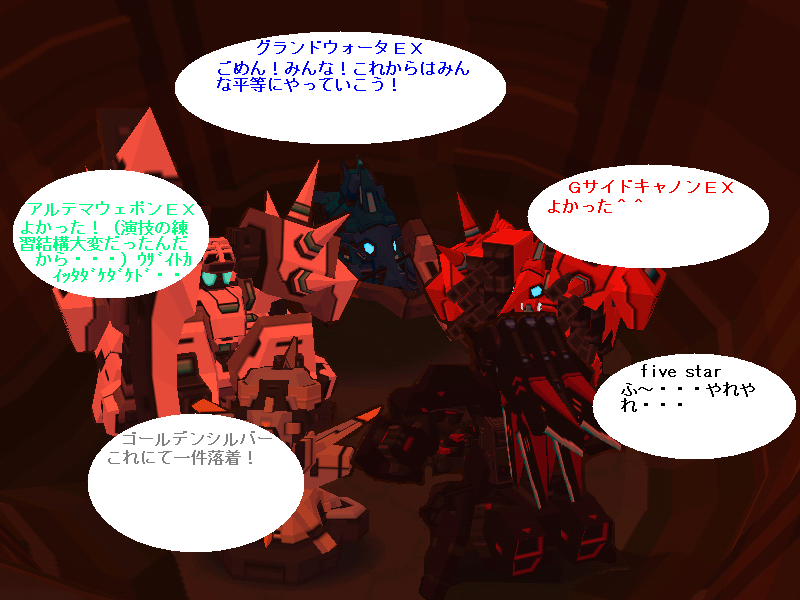 グランドウォータEX
ごめん！みんな！これからはみん
な平等にやっていこう！
アルテマウェポンEX
よかった！（演技の練
習結構大変だったんだ
から・・・）ｳｻﾞｲﾄｶ
ｲｯﾀﾀﾞｹﾀﾞｹﾄﾞ・・
GサイドキャノンEX
よかった＾＾
five star
ふ～・・・やれや
れ・・・
ゴールデンシルバー
これにて一件落着！